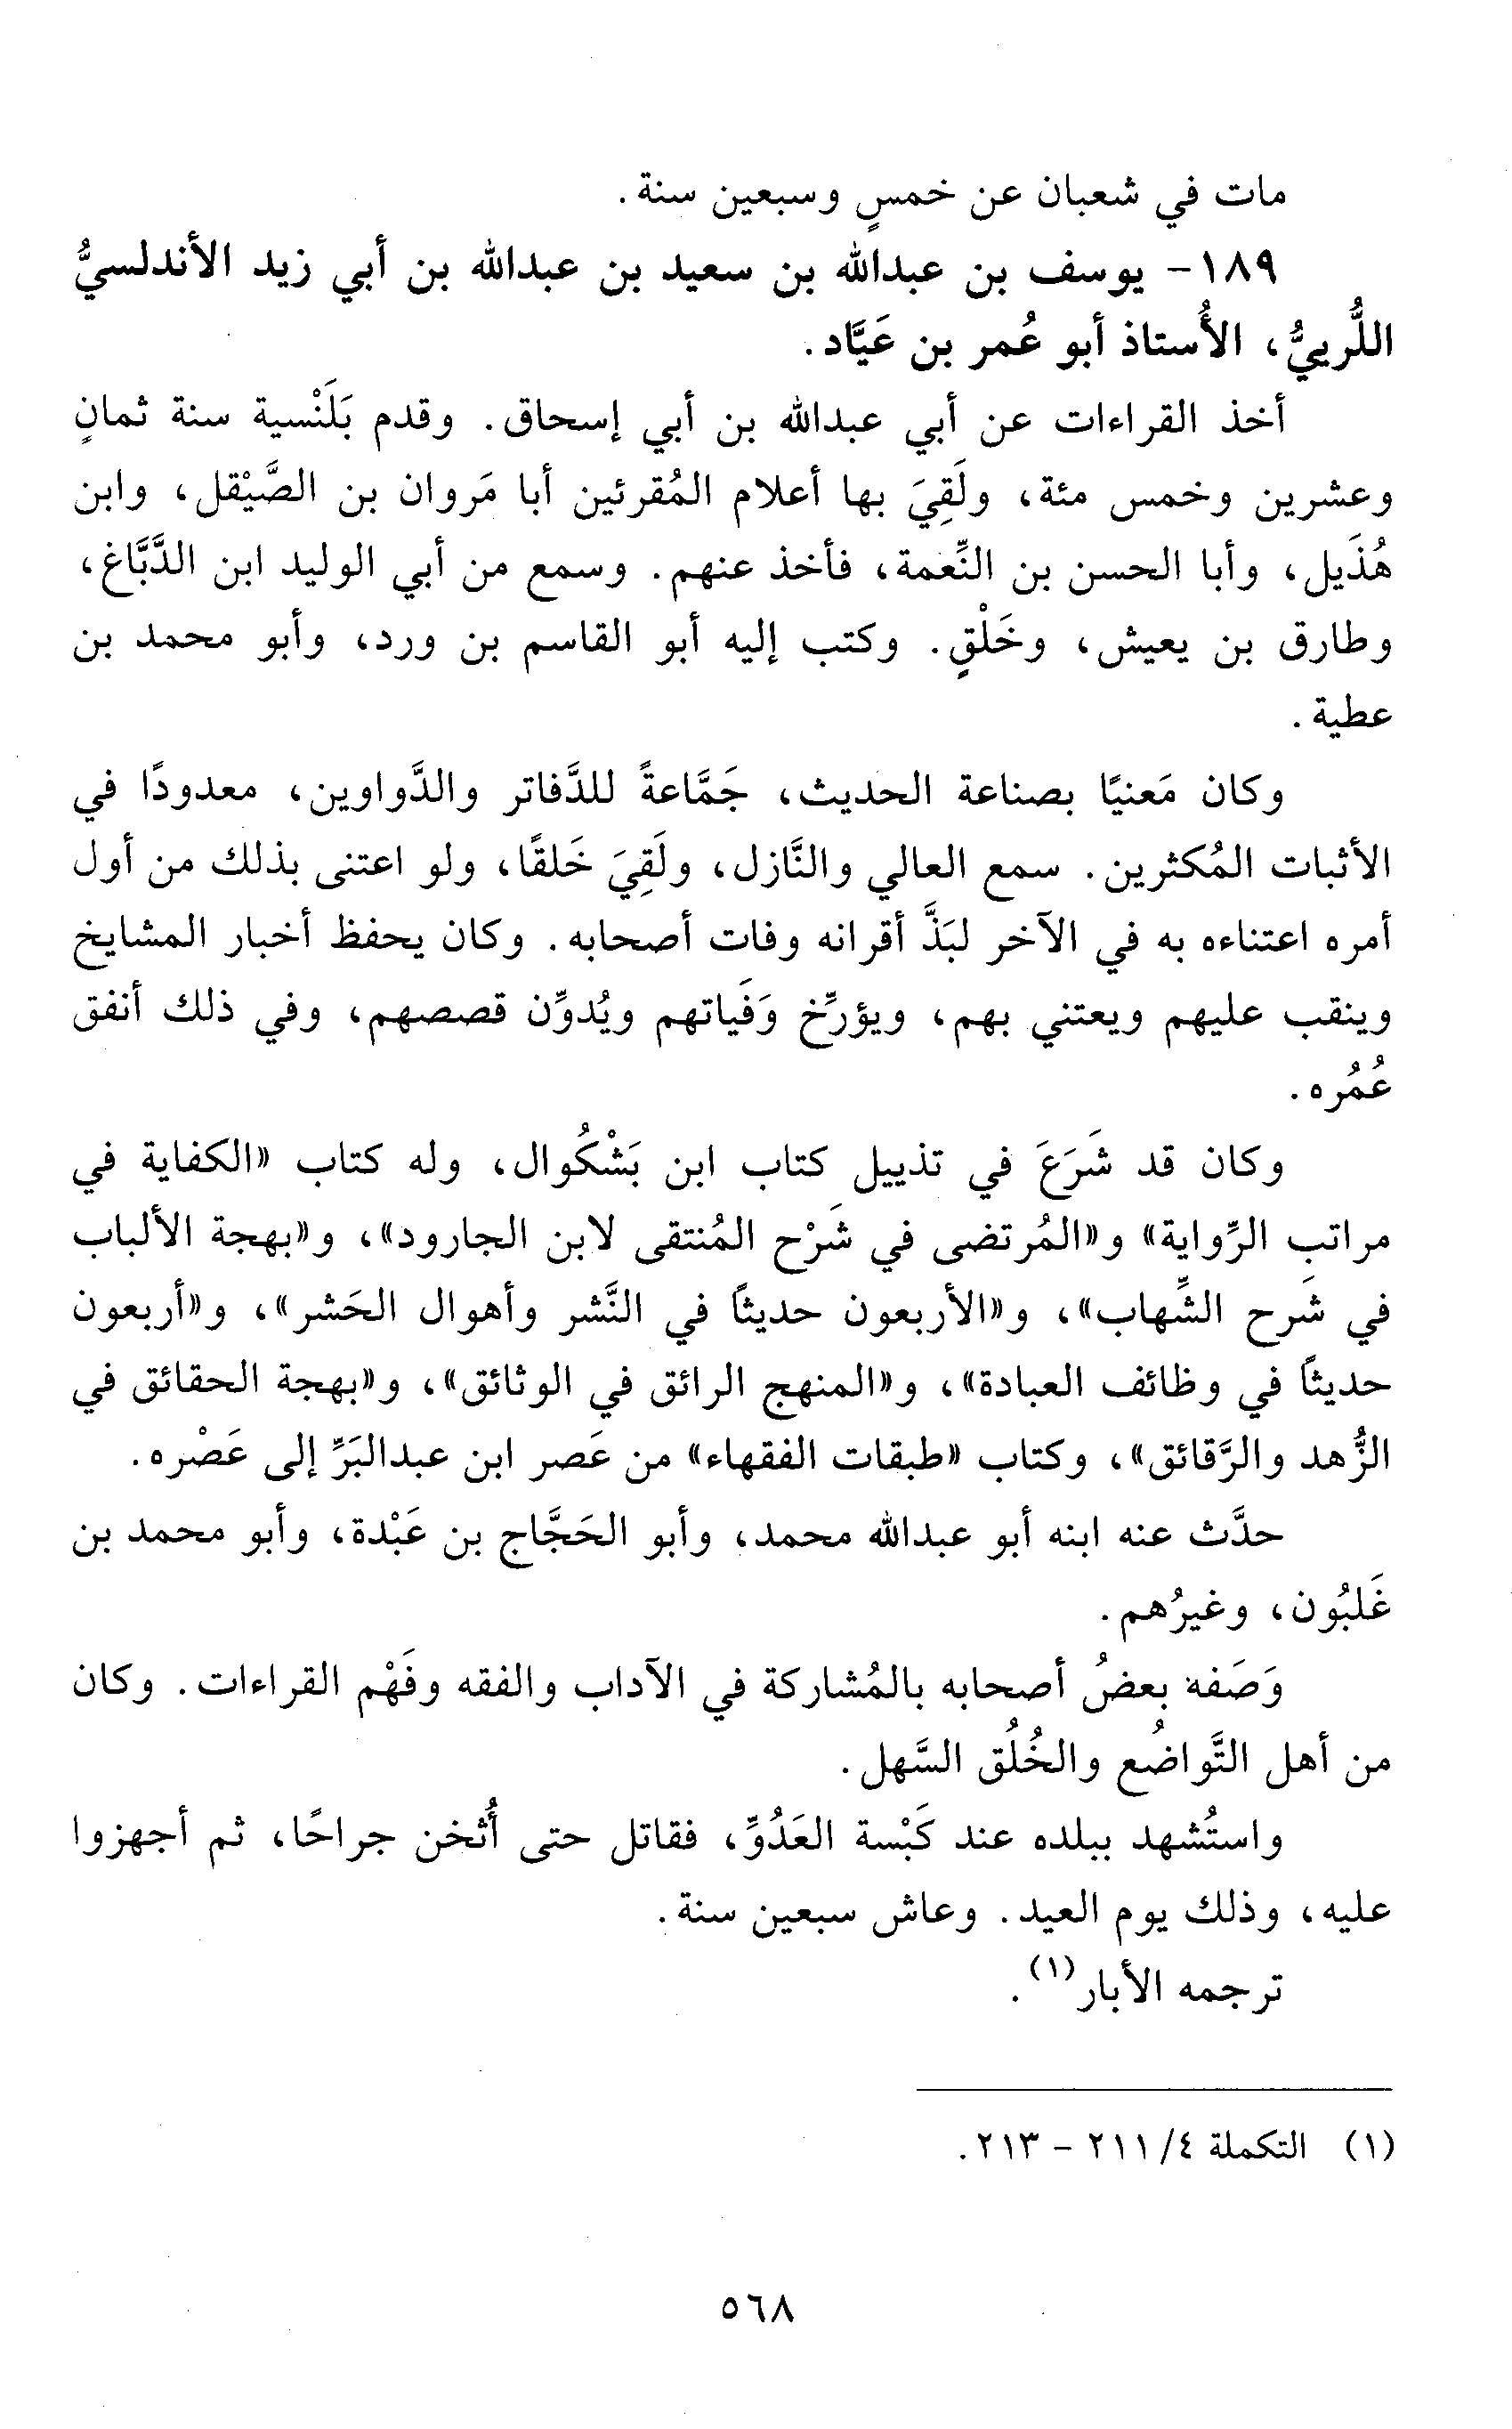 مات في شعبان عن خمسٍ وسبعين سنة.
١٨٩- يوسف بن عبدالله بن سعيد بن عبدالله بن أبي زيد الأندلسيُّ
اللُّرييُّ، الأُستاذ أبو عُمر بن عَيَّاد.
أخذ القراءات عن أبي عبدالله بن أبي إسحاق. وقدم بَلَنْسية سنة ثمانٍ
وعشرين وخمس مئة، ولَقِيَ بها أعلام المُقرئين أبا مَروان بن الصَّيْقل، وابن
هُذَيل، وأبا الحسن بن النِّعمة، فأخذ عنهم. وسمع من أبي الوليد ابن الدَّبَّاغ،
وطارق بن يعيش، وخَلْقٍ. وكتب إليه أبو القاسم بن ورد، وأبو محمد بن
عطية.
وكان مَعنيًا بصناعة الحديث، جَمَّاعةً للدَّفاتر والدَّواوين، معدودًا في
الأثبات المُكثرين. سمع العالي والنَّازل، ولَقِيَ خَلقًا، ولو اعتنى بذلك من أول
أمره اعتناءه به في الآخر لبَذَّ أقرانه وفات أصحابه. وكان يحفظ أخبار المشايخ
وينقب عليهم ويعتني بهم، ويؤرِّخ وَفَياتهم ويُدوِّن قصصهم، وفي ذلك أنفق
عُمُره.
وكان قد شَرَعَ في تذييل كتاب ابن بَشْكُوال، وله كتاب «الكفاية في
مراتب الرِّواية» و«المُرتضى في شَرْح المُنتقى لابن الجارود»، و«بهجة الألباب
في شَرح الشِّهاب»، و«الأربعون حديثًا في النَّشر وأهوال الحَشر»، و«أربعون
حديثًا في وظائف العبادة»، و«المنهج الرائق في الوثائق»، و«بهجة الحقائق في
الزُّهد والرَّقائق»، وكتاب «طبقات الفقهاء» من عَصر ابن عبدالبَرِّ إلى عَصْره.
حدَّث عنه ابنه أبو عبدالله محمد، وأبو الحَجَّاج بن عَبْدة، وأبو محمد بن
غَلبُون، وغيرُهم.
وَصَفه بعضُ أصحابه بالمُشاركة في الآداب والفقه وفَهْم القراءات. وكان
من أهل التَّواضُع والخُلُق السَّهل.
واستُشهد ببلده عند كَبْسة العَدُوِّ، فقاتل حتى أُثخن جراحًا، ثم أجهزوا
عليه، وذلك يوم العيد. وعاش سبعين سنة.
ترجمه الأبار(١).
(١) التكملة ٤/ ٢١١ - ٢١٣.
٥٦٨